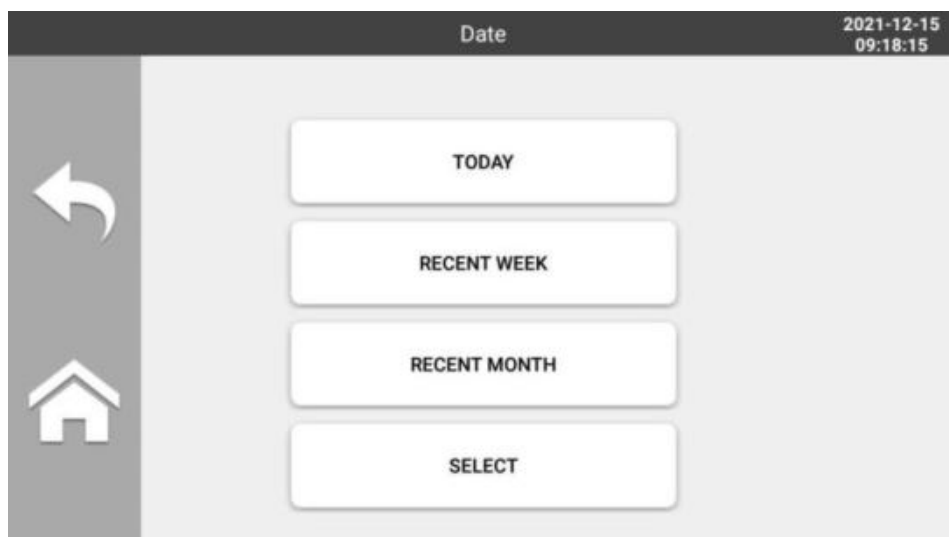 Date
2021-12-15
09:18:15
TODAY
RECENT WEEK
RECENT MONTH
SELECT